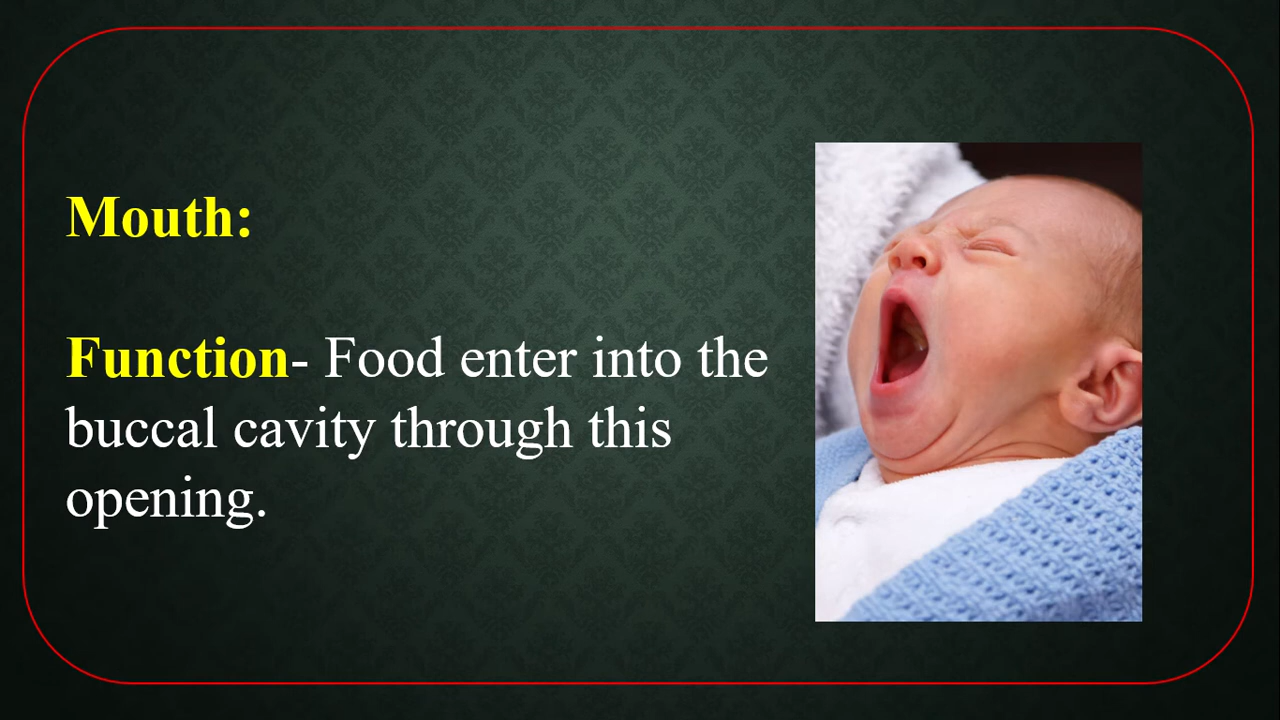 Mouth:
Function- Food enter into the
buccal cavity through this
opening.